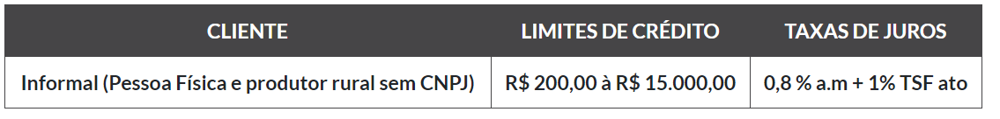 CLIENTE LIMITES DE CRÉDITO TAXAS DE JUROS
Informal (Pessoa Física e produtor rural sem CNPJ) R$ 200,00 à R$ 15.000,00 0,8 % a.m + 1% TSF ato